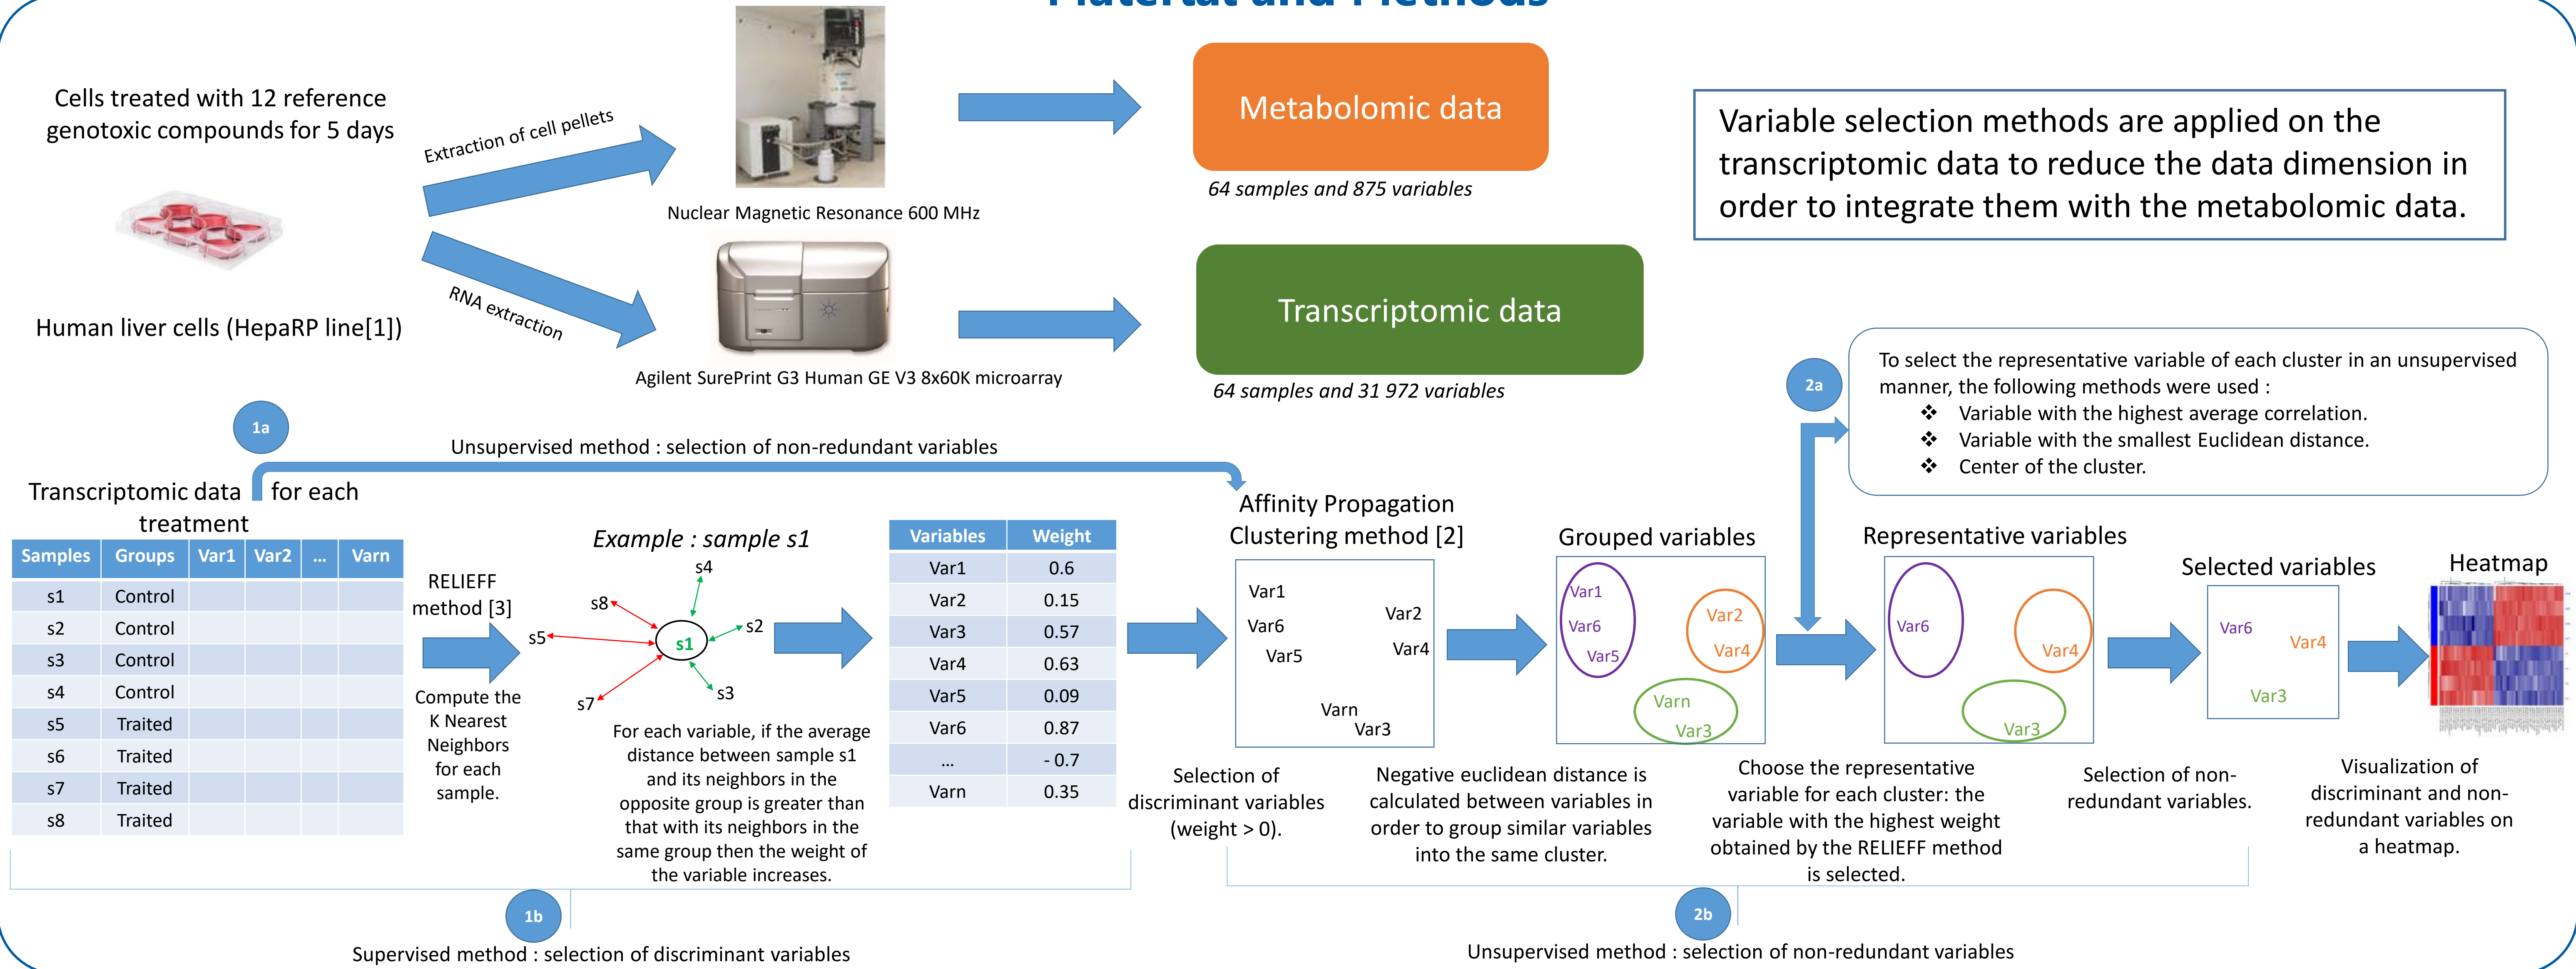 Material and Methods
Cells treated with 12 reference
genotoxic compounds for 5 days
Human liver cells (HepaRP line[1])
Extraction of cell pellets
RNA extraction
Nuclear Magnetic Resonance 600 MHz
Agilent SurePrint G3 Human GE V3 8x60K microarray
Metabolomic data
64 samples and 875 variables
Transcriptomic data
64 samples and 31 972 variables
Variable selection methods are applied on the
transcriptomic data to reduce the data dimension in
order to integrate them with the metabolomic data.
2a
To select the representative variable of each cluster in an unsupervised
manner, the following methods were used :
❖ Variable with the highest average correlation.
❖ Variable with the smallest Euclidean distance.
❖ Center of the cluster.
1a
Unsupervised method : selection of non-redundant variables
Transcriptomic data for each
treatment
Samples Groups Var1 Var2 ... Varn
s1 Control
s2 Control
s3 Control
s4 Control
s5 Traited
s6 Traited
s7 Traited
s8 Traited
RELIEFF
method [3]
Compute the
K Nearest
Neighbors
for each
sample.
Example : sample s1
s4
s8
s2
s5
s1
s3
s7
For each variable, if the average
distance between sample s1
and its neighbors in the
opposite group is greater than
that with its neighbors in the
same group then the weight of
the variable increases.
Variables Weight
Var1 0.6
Var2 0.15
Var3 0.57
Var4 0.63
Var5 0.09
Var6 0.87
... - 0.7
Varn 0.35
Selection of
discriminant variables
(weight > 0).
Affinity Propagation
Clustering method [2]
Var1
Var2
Var6
Var4
Var5
Varn
Var3
Negative euclidean distance is
calculated between variables in
order to group similar variables
into the same cluster.
Grouped variables
Var1
Var2
Var6
Var4
Var5
Varn
Var3
Choose the representative
variable for each cluster: the
variable with the highest weight
obtained by the RELIEFF method
is selected.
Representative variables
Var6
Var4
Var3
Selection of non-
redundant variables.
Selected variables
Var6
Var4
Var3
Heatmap
Visualization of
discriminant and non-
redundant variables on
a heatmap.
1b
Supervised method : selection of discriminant variables
2b
Unsupervised method : selection of non-redundant variables